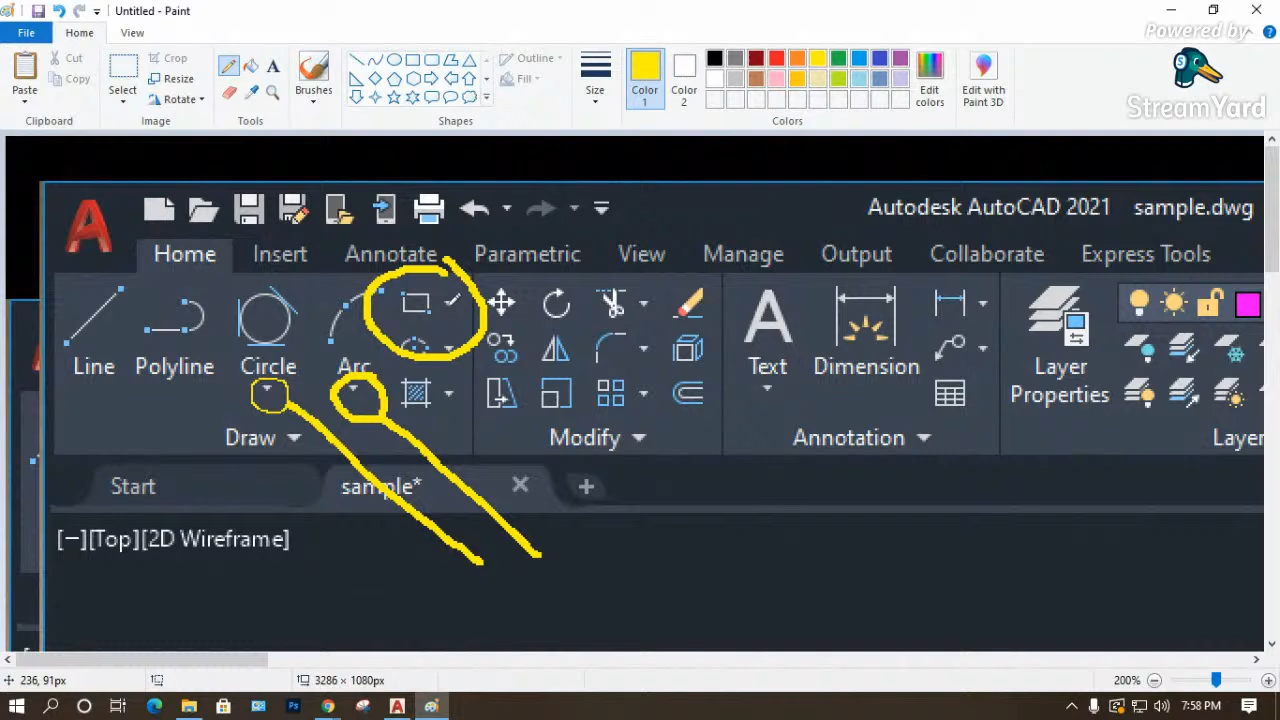 Untitled - Paint
File Home View
Powered by
StreamYard
Paste
Cut
Copy
Clipboard
Select
Crop
Resize
Rotate
Image
A
Tools
Brushes
Shapes
Outline
Fill
Size
Color 1
Color 2
Colors
Edit colors
Edit with Paint 3D
Autodesk AutoCAD 2021 sample.dwg
Home Insert Annotate Parametric View Manage Output Collaborate Express Tools
Line Polyline Circle Arc
Text Dimension
Layer Properties
Draw Modify Annotation Layer
Start sample*
[−][Top][2D Wireframe]
236, 91px
3286 × 1080px
200%
7:58 PM